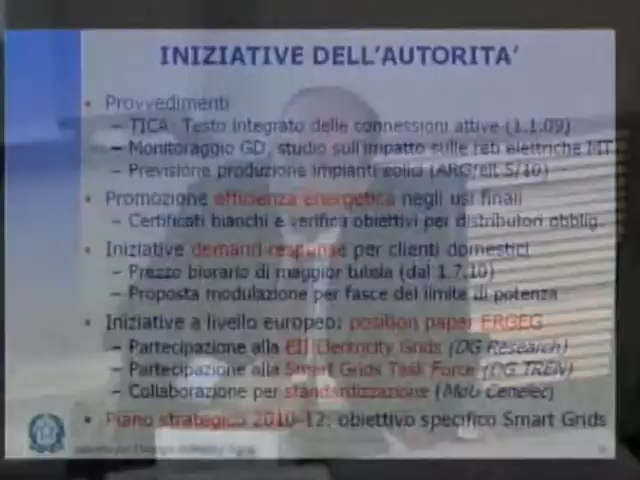 INIZIATIVE DELL'AUTORITA'
• Provvedimenti
– TICA: Testo integrato delle connessioni attive (1.1.09)
– Monitoraggio GD, studio sull'impatto sulle reti elettriche MT
– Previsione produzione impianti eolici (ARG/elt 5/10)
• Promozione efficienza energetica negli usi finali
– Certificati bianchi e verifica obiettivi per distributori obblig.
• Iniziative demand response per clienti domestici
– Prezzo biorario di maggior tutela (dal 1.7.10)
– Proposta modulazione per fasce del limite di potenza
• Iniziative a livello europeo: position paper ERGEG
– Partecipazione alla EII Electricity Grids (DG Research)
– Partecipazione alla Smart Grids Task Force (DG TREN)
– Collaborazione per standardizzazione (Mob Cenelec)
• Piano strategico 2010-12: obiettivo specifico Smart Grids